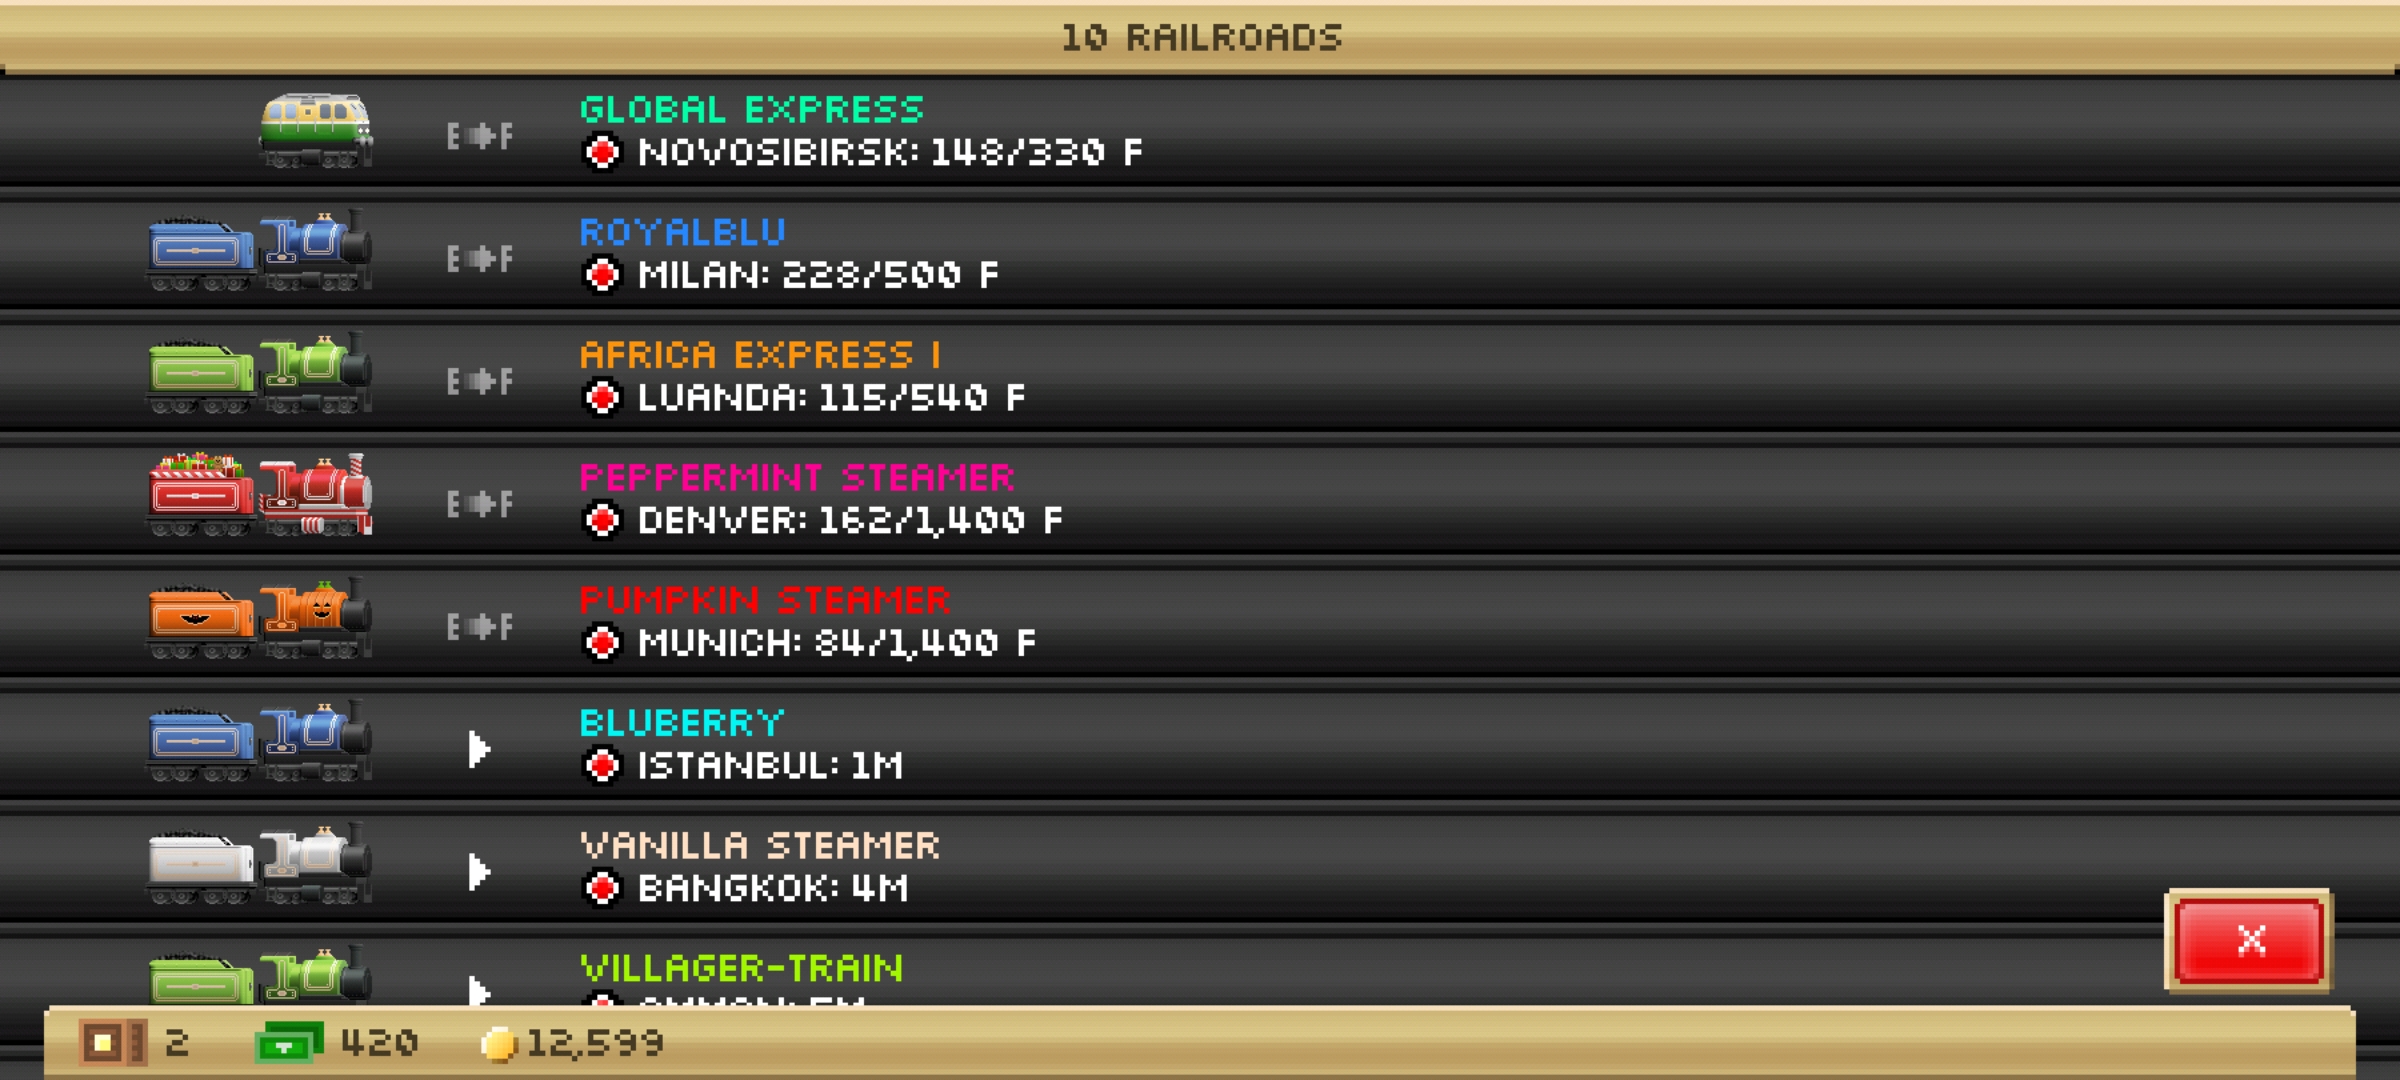 10 RAILROADS
E F
GLOBAL EXPRESS
NOVOSIBIRSK: 148/330 F
E F
ROYALBLU
MILAN: 228/500 F
E F
AFRICA EXPRESS I
LUANDA: 115/540 F
E F
PEPPERMINT STEAMER
DENVER: 162/1,400 F
E F
PUMPKIN STEAMER
MUNICH: 84/1,400 F
BLUBERRY
ISTANBUL: 1M
VANILLA STEAMER
BANGKOK: 4M
VILLAGER-TRAIN
X
2 420 12,599